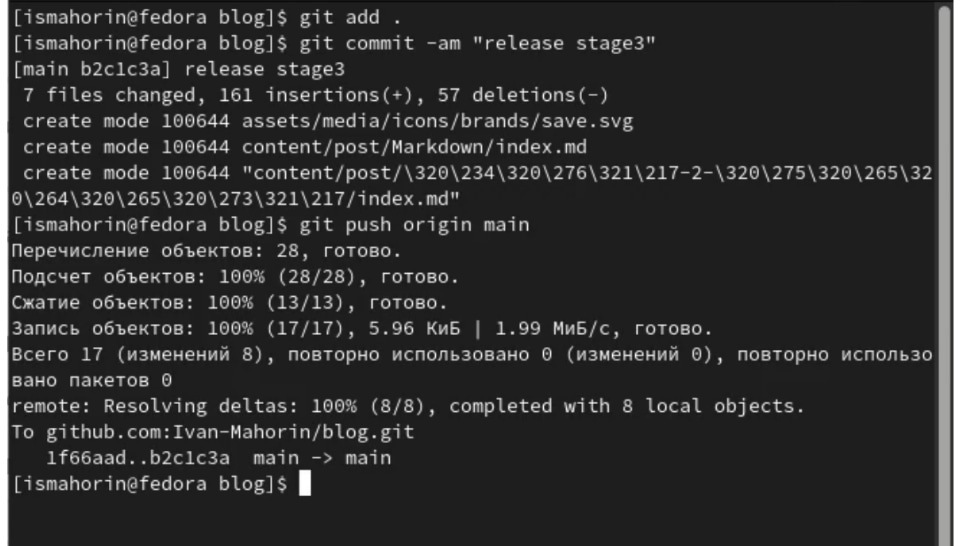 [ismahorin@fedora blog]$ git add .
[ismahorin@fedora blog]$ git commit -am "release stage3"
[main b2c1c3a] release stage3
 7 files changed, 161 insertions(+), 57 deletions(-)
 create mode 100644 assets/media/icons/brands/save.svg
 create mode 100644 content/post/Markdown/index.md
 create mode 100644 "content/post/\320\234\320\276\321\217-2-\320\275\320\265\32
0\264\320\265\320\273\321\217/index.md"
[ismahorin@fedora blog]$ git push origin main
Перечисление объектов: 28, готово.
Подсчет объектов: 100% (28/28), готово.
Сжатие объектов: 100% (13/13), готово.
Запись объектов: 100% (17/17), 5.96 КиБ | 1.99 МиБ/с, готово.
Всего 17 (изменений 8), повторно использовано 0 (изменений 0), повторно использо
вано пакетов 0
remote: Resolving deltas: 100% (8/8), completed with 8 local objects.
To github.com:Ivan-Mahorin/blog.git
   1f66aad..b2c1c3a  main -> main
[ismahorin@fedora blog]$